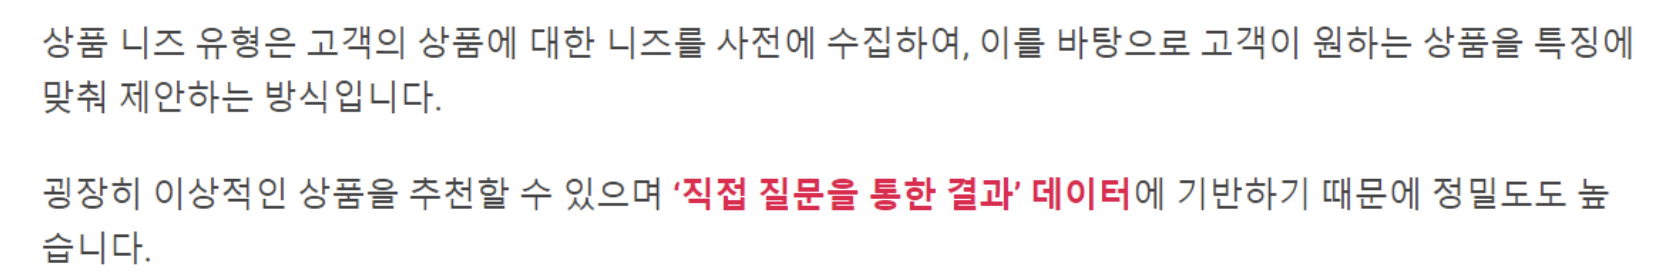 상품 니즈 유형은 고객의 상품에 대한 니즈를 사전에 수집하여, 이를 바탕으로 고객이 원하는 상품을 특징에
맞춰 제안하는 방식입니다.
굉장히 이상적인 상품을 추천할 수 있으며 ‘직접 질문을 통한 결과’ 데이터에 기반하기 때문에 정밀도도 높
습니다.